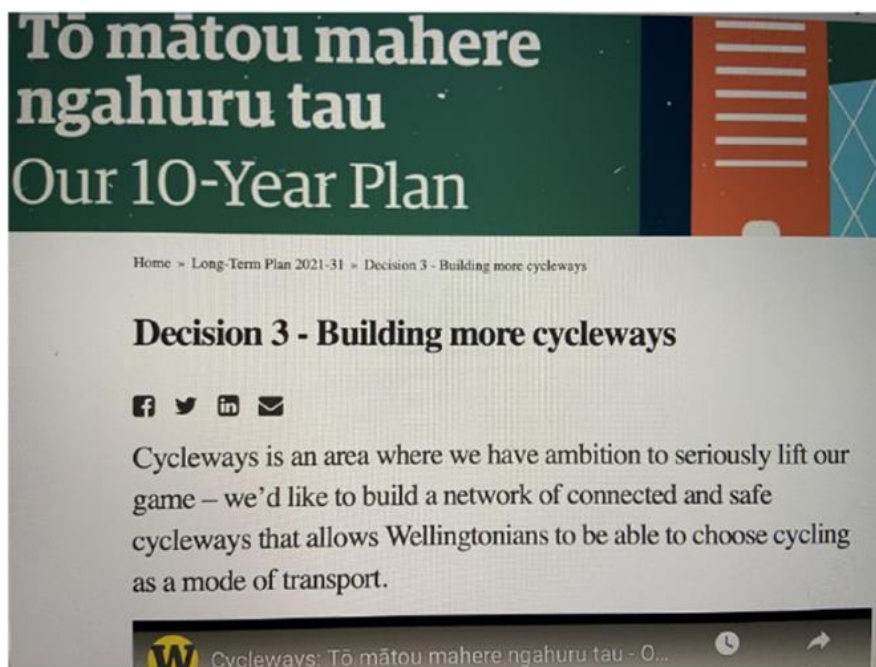 Tō mātou mahere
ngahuru tau
Our 10-Year Plan
Home » Long-Term Plan 2021-31 » Decision 3 - Building more cycleways
Decision 3 - Building more cycleways
Cycleways is an area where we have ambition to seriously lift our
game – we’d like to build a network of connected and safe
cycleways that allows Wellingtonians to be able to choose cycling
as a mode of transport.
W Cycleways: Tō mātou mahere ngahuru tau - O...